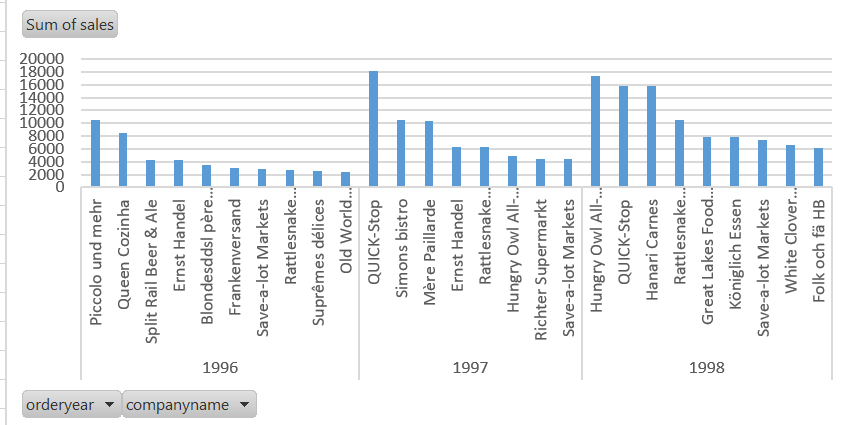 Sum of sales
20000
18000
16000
14000
12000
10000
8000
6000
4000
2000
0
Piccolo und mehr
Queen Cozinha
Split Rail Beer & Ale
Ernst Handel
Blondesddsl père...
Frankenversand
Save-a-lot Markets
Rattlesnake...
Suprêmes délices
Old World...
QUICK-Stop
Simons bistro
Mère Paillarde
Ernst Handel
Rattlesnake...
Hungry Owl All-...
Richter Supermarkt
Save-a-lot Markets
Hungry Owl All-...
QUICK-Stop
Hanari Carnes
Rattlesnake...
Great Lakes Food...
Königlich Essen
Save-a-lot Markets
White Clover...
Folk och fä HB
1996
1997
1998
orderyear
companyname